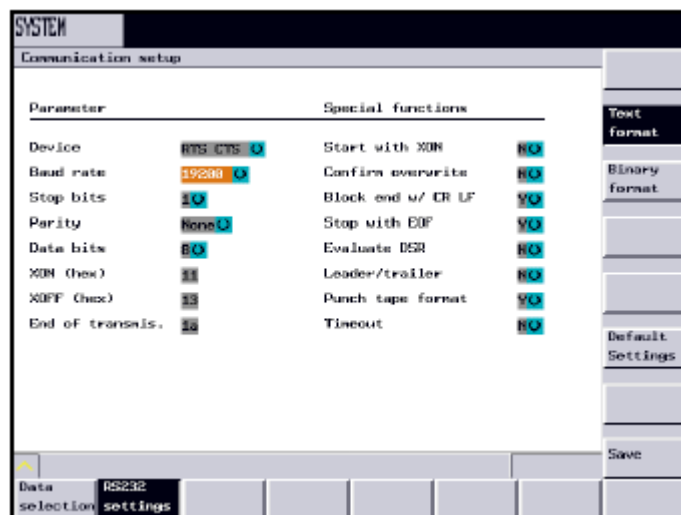 SYSTEM
Communication setup
Parameter
Special functions
Device RTS CTS
Start with XON N
Baud rate 19200
Confirm overwrite N
Stop bits 1
Block end w/ CR LF Y
Parity None
Stop with EOF Y
Data bits 8
Evaluate DSR N
XON (hex) 11
Leader/trailer N
XOFF (hex) 13
Punch tape format Y
End of transmis. 1a
Timeout N
Text
format
Binary
format
Default
Settings
Save
Data
selection
RS232
settings